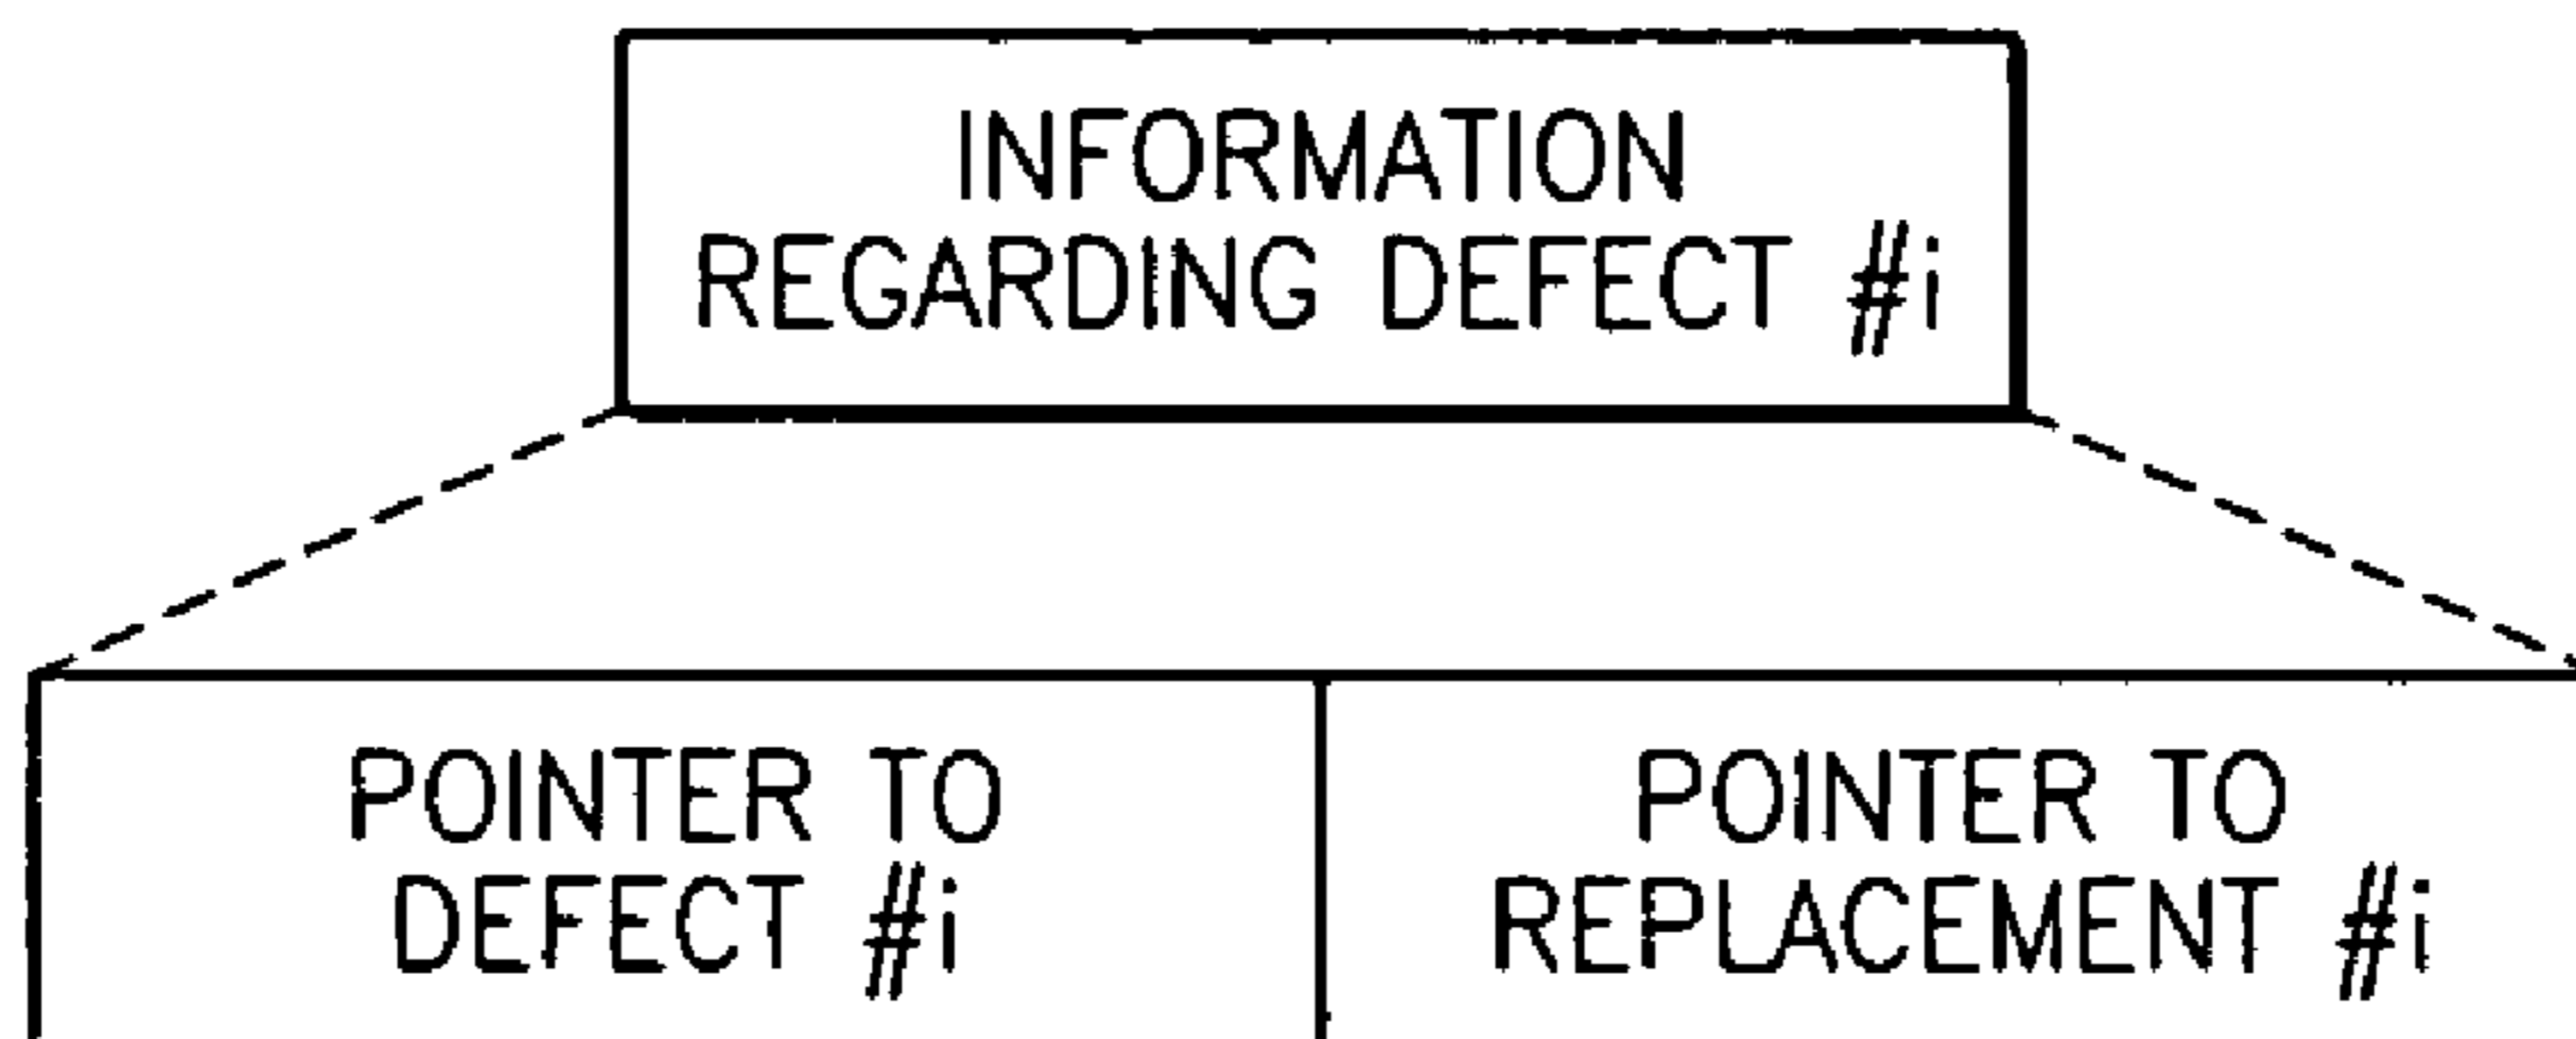 INFORMATION
REGARDING DEFECT #i
POINTER TO
DEFECT #i
POINTER TO
REPLACEMENT #i